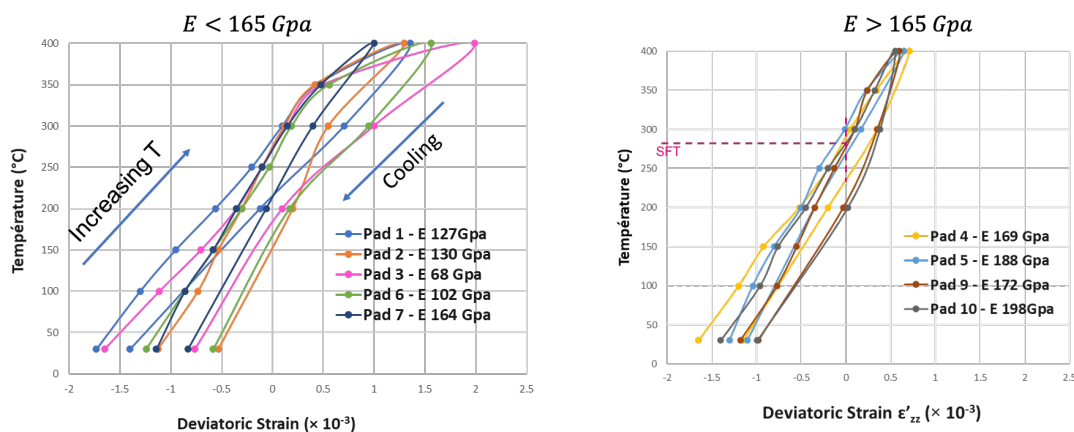 E < 165 Gpa
400
350
300
250
200
150
100
50
0
-2 -1.5 -1 -0.5 0 0.5 1 1.5 2 2.5
Température (°C)
Deviatoric Strain (× 10⁻³)
Increasing T
Cooling
Pad 1 - E 127Gpa
Pad 2 - E 130 Gpa
Pad 3 - E 68 Gpa
Pad 6 - E 102 Gpa
Pad 7 - E 164 Gpa
E > 165 Gpa
400
350
300
250
200
150
100
50
0
-2 -1.5 -1 -0.5 0 0.5 1 1.5 2 2.5
Température (°C)
Deviatoric Strain ε'zz (× 10⁻³)
SFT
Pad 4 - E 169 Gpa
Pad 5 - E 188 Gpa
Pad 9 - E 172 Gpa
Pad 10 - E 198Gpa